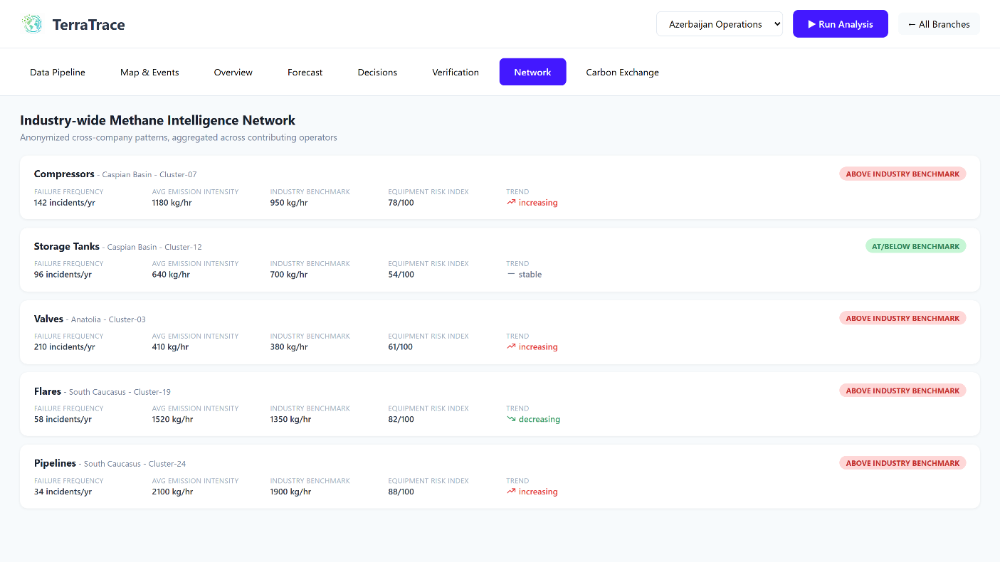 TerraTrace
Azerbaijan Operations
▶ Run Analysis
← All Branches
Data Pipeline
Map & Events
Overview
Forecast
Decisions
Verification
Network
Carbon Exchange
Industry-wide Methane Intelligence Network
Anonymized cross-company patterns, aggregated across contributing operators
Compressors - Caspian Basin - Cluster-07
ABOVE INDUSTRY BENCHMARK
FAILURE FREQUENCY AVG EMISSION INTENSITY INDUSTRY BENCHMARK EQUIPMENT RISK INDEX TREND
142 incidents/yr 1180 kg/hr 950 kg/hr 78/100 increasing
Storage Tanks - Caspian Basin - Cluster-12
AT/BELOW BENCHMARK
FAILURE FREQUENCY AVG EMISSION INTENSITY INDUSTRY BENCHMARK EQUIPMENT RISK INDEX TREND
96 incidents/yr 640 kg/hr 700 kg/hr 54/100 stable
Valves - Anatolia - Cluster-03
ABOVE INDUSTRY BENCHMARK
FAILURE FREQUENCY AVG EMISSION INTENSITY INDUSTRY BENCHMARK EQUIPMENT RISK INDEX TREND
210 incidents/yr 410 kg/hr 380 kg/hr 61/100 increasing
Flares - South Caucasus - Cluster-19
ABOVE INDUSTRY BENCHMARK
FAILURE FREQUENCY AVG EMISSION INTENSITY INDUSTRY BENCHMARK EQUIPMENT RISK INDEX TREND
58 incidents/yr 1520 kg/hr 1350 kg/hr 82/100 decreasing
Pipelines - South Caucasus - Cluster-24
ABOVE INDUSTRY BENCHMARK
FAILURE FREQUENCY AVG EMISSION INTENSITY INDUSTRY BENCHMARK EQUIPMENT RISK INDEX TREND
34 incidents/yr 2100 kg/hr 1900 kg/hr 88/100 increasing